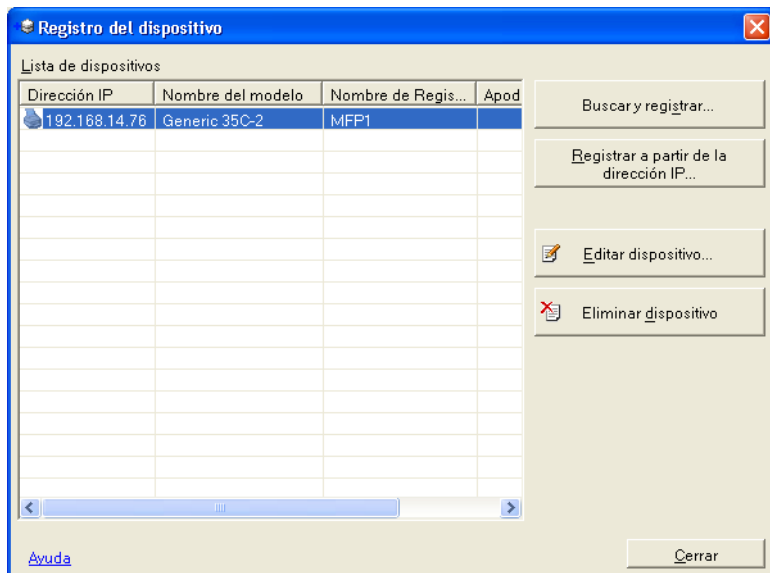 Registro del dispositivo
Lista de dispositivos
Dirección IP Nombre del modelo Nombre de Regis... Apod
192.168.14.76 Generic 35C-2 MFP1
Buscar y registrar...
Registrar a partir de la
dirección IP...
Editar dispositivo...
Eliminar dispositivo
Ayuda
Cerrar